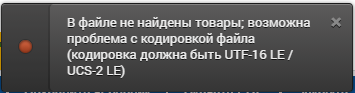 В файле не найдены товары; возможна
проблема с кодировкой файла
(кодировка должна быть UTF-16 LE /
UCS-2 LE)